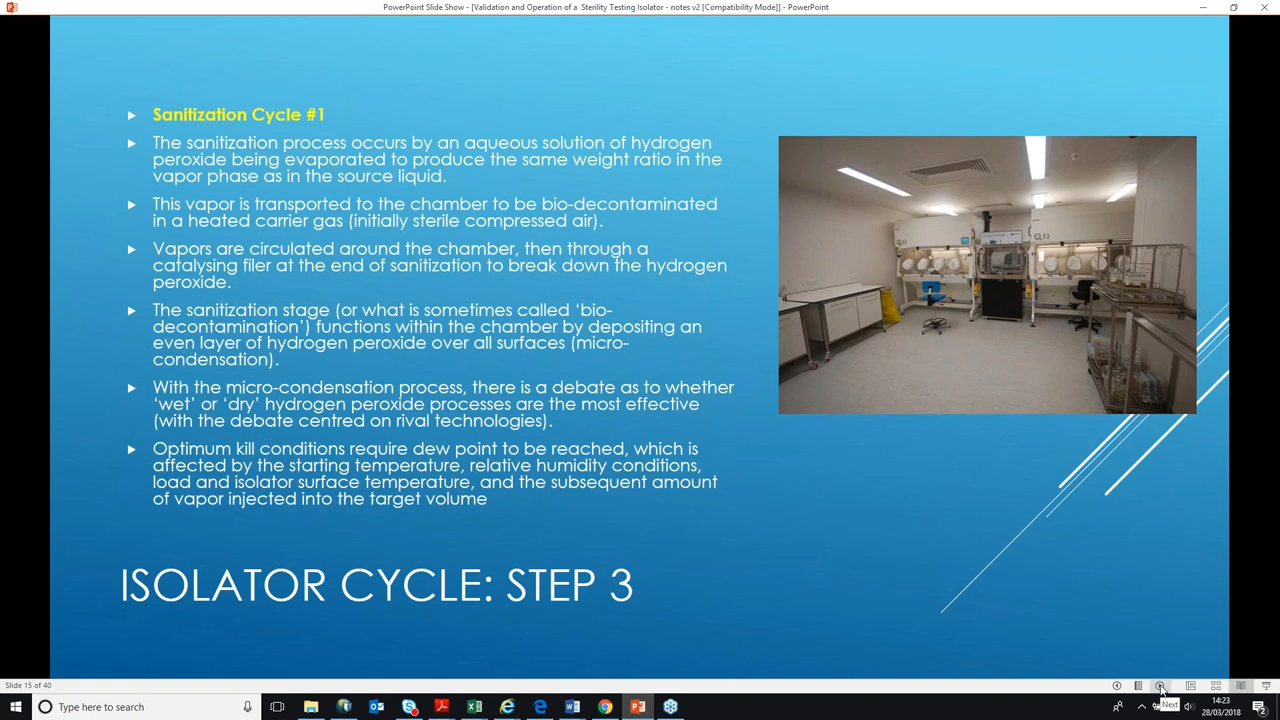 PowerPoint Slide Show - [Validation and Operation of a Sterility Testing Isolator - notes v2 [Compatibility Mode]] - PowerPoint
Sanitization Cycle #1
The sanitization process occurs by an aqueous solution of hydrogen
peroxide being evaporated to produce the same weight ratio in the
vapor phase as in the source liquid.
This vapor is transported to the chamber to be bio-decontaminated
in a heated carrier gas (initially sterile compressed air).
Vapors are circulated around the chamber, then through a
catalysing filer at the end of sanitization to break down the hydrogen
peroxide.
The sanitization stage (or what is sometimes called ‘bio-
decontamination’) functions within the chamber by depositing an
even layer of hydrogen peroxide over all surfaces (micro-
condensation).
With the micro-condensation process, there is a debate as to whether
‘wet’ or ‘dry’ hydrogen peroxide processes are the most effective
(with the debate centred on rival technologies).
Optimum kill conditions require dew point to be reached, which is
affected by the starting temperature, relative humidity conditions,
load and isolator surface temperature, and the subsequent amount
of vapor injected into the target volume
ISOLATOR CYCLE: STEP 3
Slide 15 of 40
Next
Type here to search
14:23
28/03/2018
2